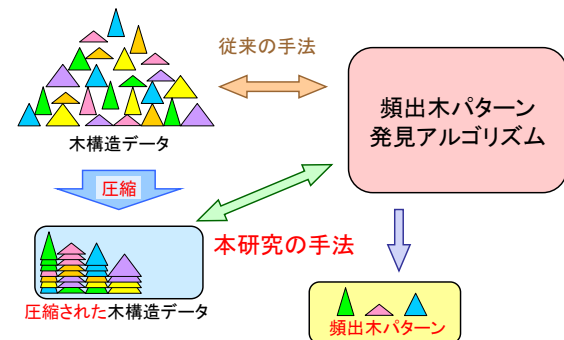 従来の手法
頻出木パターン
発見アルゴリズム
木構造データ
圧縮
本研究の手法
圧縮された木構造データ
頻出木パターン